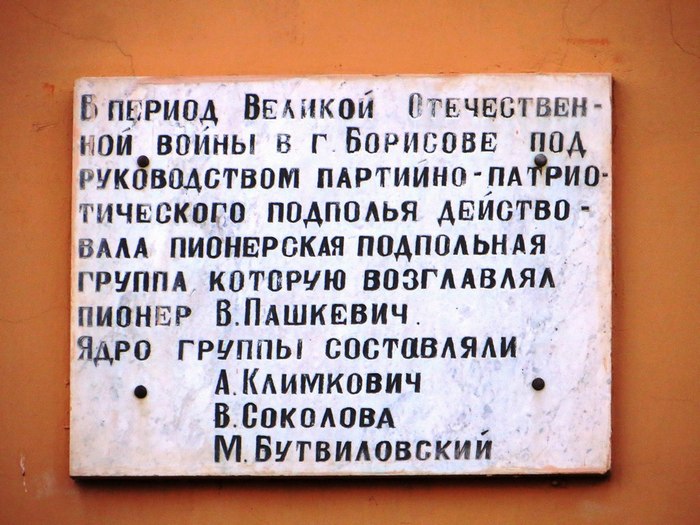 В ПЕРИОД ВЕЛИКОЙ ОТЕЧЕСТВЕН-
НОЙ ВОЙНЫ В Г. БОРИСОВЕ ПОД
РУКОВОДСТВОМ ПАРТИЙНО-ПАТРИО-
ТИЧЕСКОГО ПОДПОЛЬЯ ДЕЙСТВО-
ВАЛА ПИОНЕРСКАЯ ПОДПОЛЬНАЯ
ГРУППА, КОТОРУЮ ВОЗГЛАВЛЯЛ
ПИОНЕР В. ПАШКЕВИЧ.
ЯДРО ГРУППЫ СОСТАВЛЯЛИ
А. КЛИМКОВИЧ
В. СОКОЛОВА
М. БУТВИЛОВСКИЙ